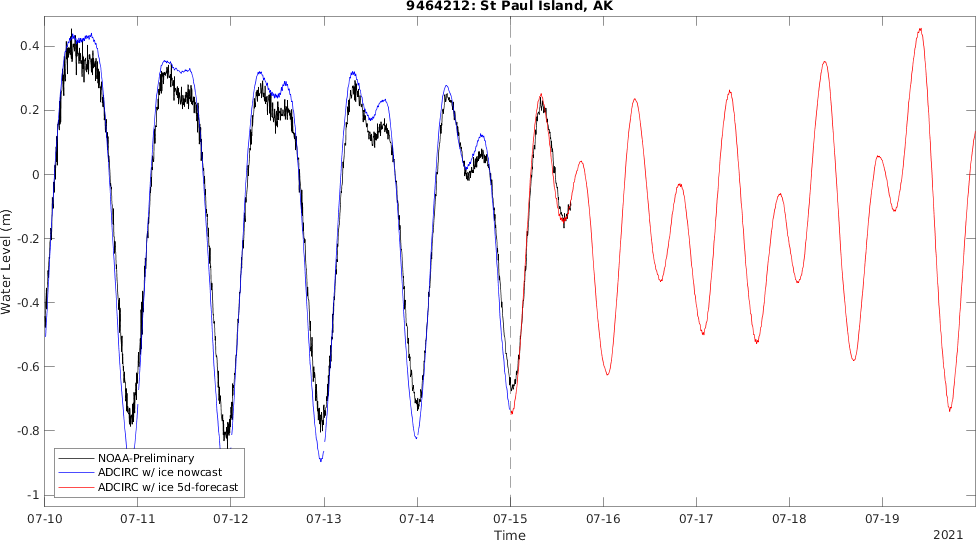 9464212: St Paul Island, AK
Water Level (m)
0.4
0.2
0
-0.2
-0.4
-0.6
-0.8
-1
NOAA-Preliminary
ADCIRC w/ ice nowcast
ADCIRC w/ ice 5d-forecast
07-10 07-11 07-12 07-13 07-14 07-15 07-16 07-17 07-18 07-19
Time
2021